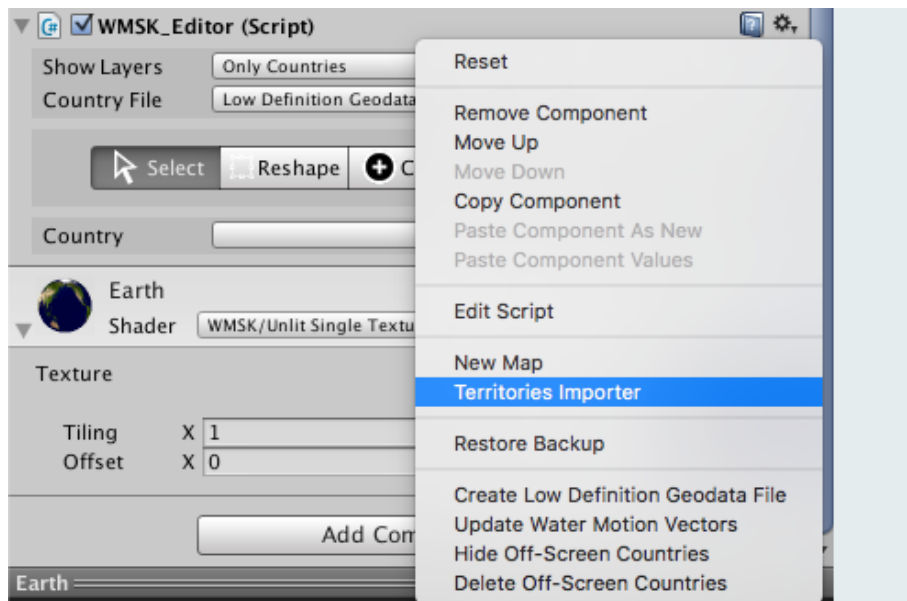 WMSK_Editor (Script)
Show Layers Only Countries
Country File Low Definition Geodata
Select Reshape C
Country
Earth
Shader WMSK/Unlit Single Textu
Texture
Tiling X 1
Offset X 0
Add Com
Earth
Reset
Remove Component
Move Up
Move Down
Copy Component
Paste Component As New
Paste Component Values
Edit Script
New Map
Territories Importer
Restore Backup
Create Low Definition Geodata File
Update Water Motion Vectors
Hide Off-Screen Countries
Delete Off-Screen Countries